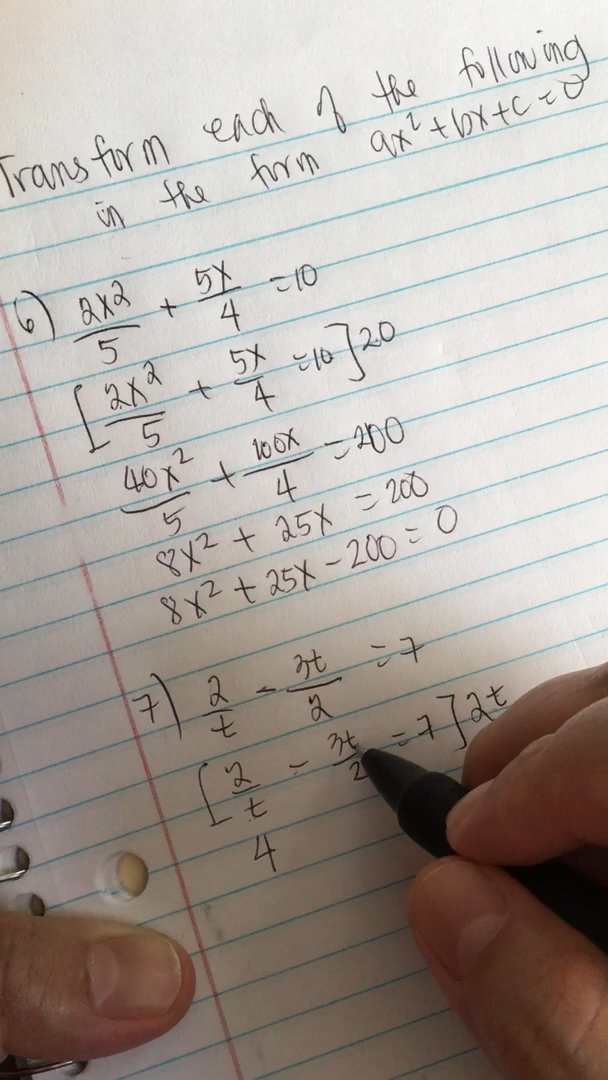 Transform each of the following
in the form ax² + bx + c = 0
6) 2x²/5 + 5x/4 = 10
[2x²/5 + 5x/4 = 10] 20
40x²/5 + 100x/4 = 200
8x² + 25x = 200
8x² + 25x - 200 = 0
7) 2/t - 3t/2 = 7
[2/t - 3t/2 = 7] 2t
4